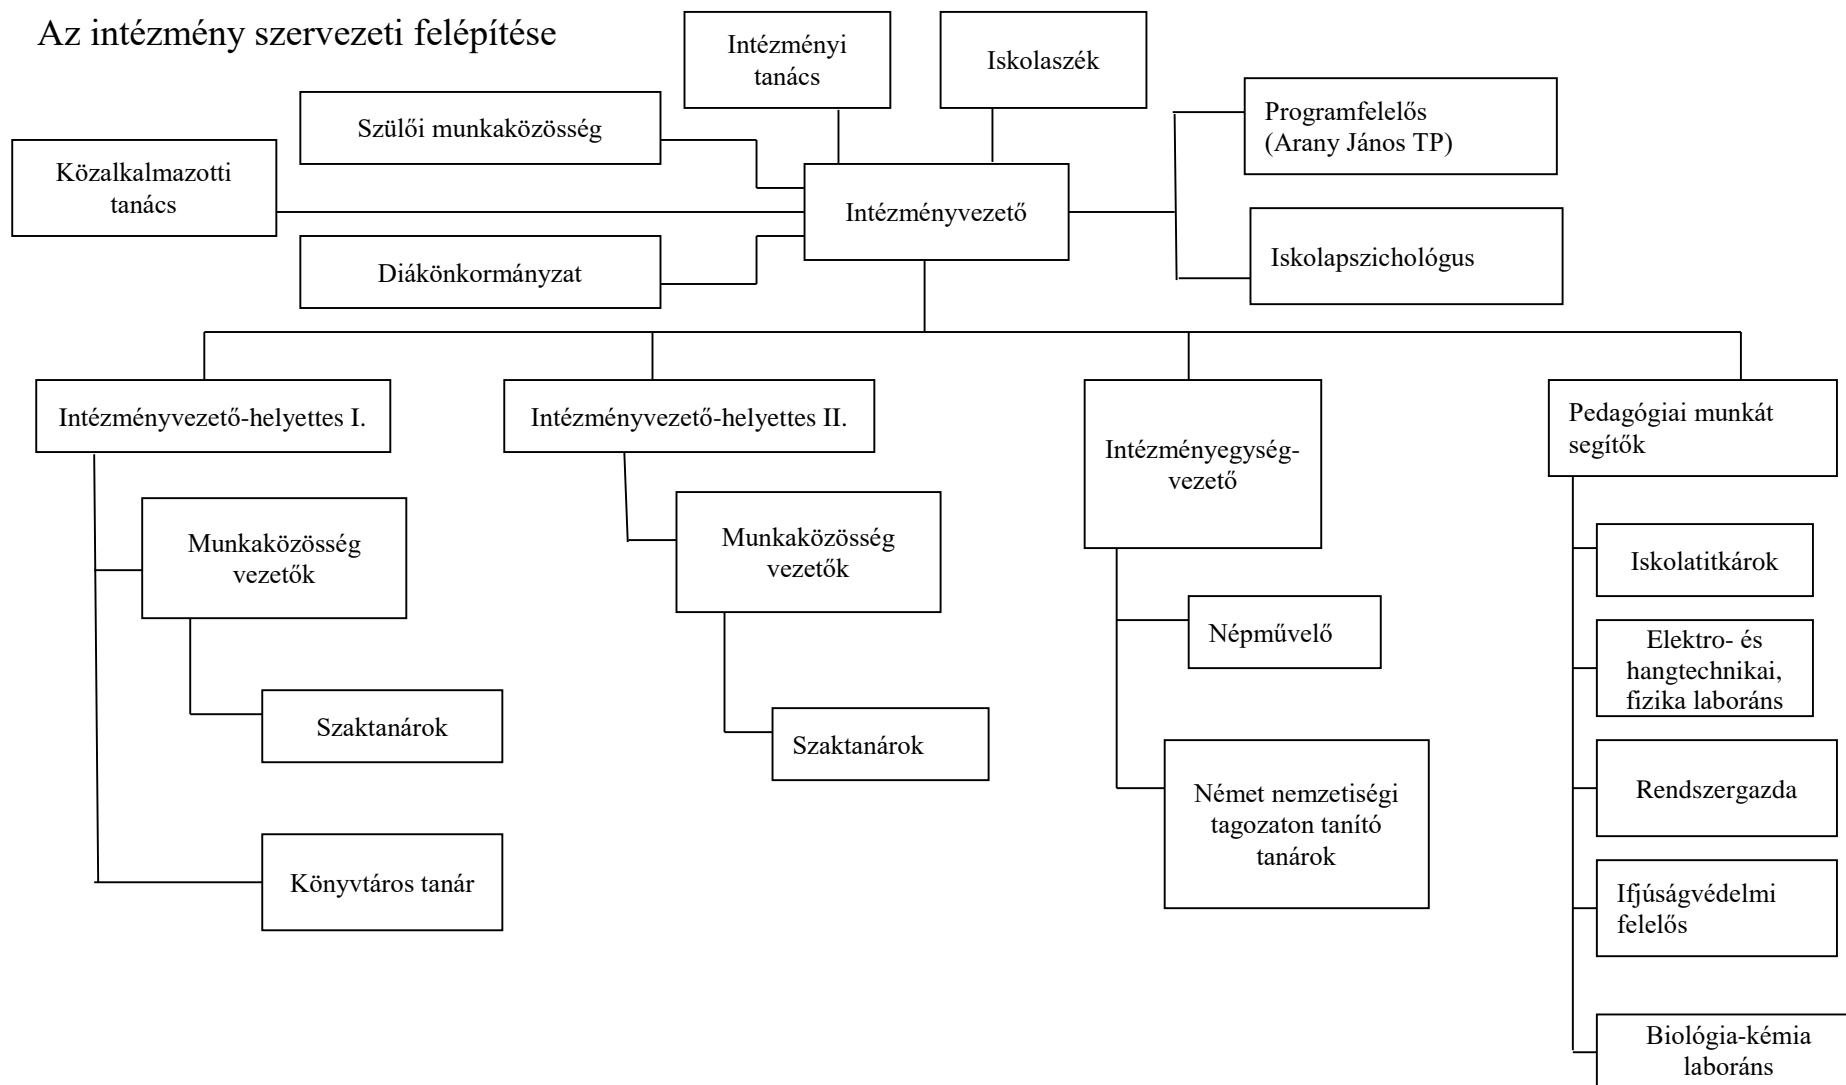 Az intézmény szervezeti felépítése
Intézményi
tanács
Iskolaszék
Szülői munkaközösség
Programfelelős
(Arany János TP)
Közalkalmazotti
tanács
Intézményvezető
Iskolapszichológus
Diákönkormányzat
Intézményvezető-helyettes I.
Intézményvezető-helyettes II.
Intézményegység-
vezető
Pedagógiai munkát
segítők
Munkaközösség
vezetők
Munkaközösség
vezetők
Iskolatitkárok
Népművelő
Elektro- és
hangtechnikai,
fizika laboráns
Szaktanárok
Szaktanárok
Német nemzetiségi
tagozaton tanító
tanárok
Rendszergazda
Könyvtáros tanár
Ifjúságvédelmi
felelős
Biológia-kémia
laboráns